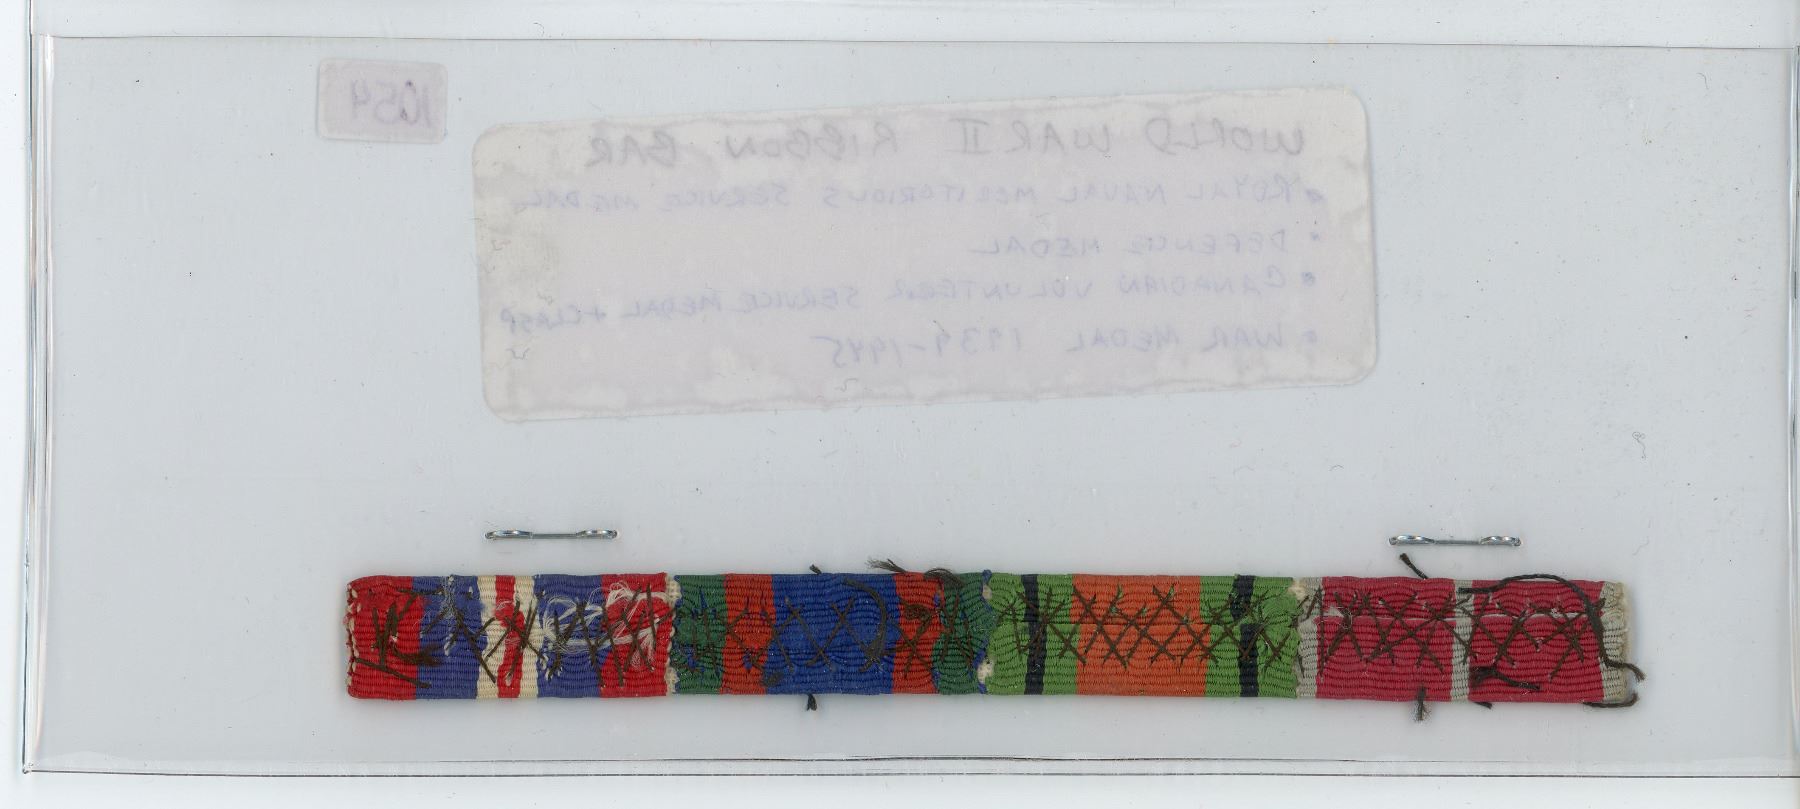 1054
WORLD WAR II RIBBON BAR
• ROYAL NAVAL MERITORIOUS SERVICE MEDAL
• DEFENCE MEDAL
• CANADIAN VOLUNTEER SERVICE MEDAL + CLASP
• WAR MEDAL 1939-1945